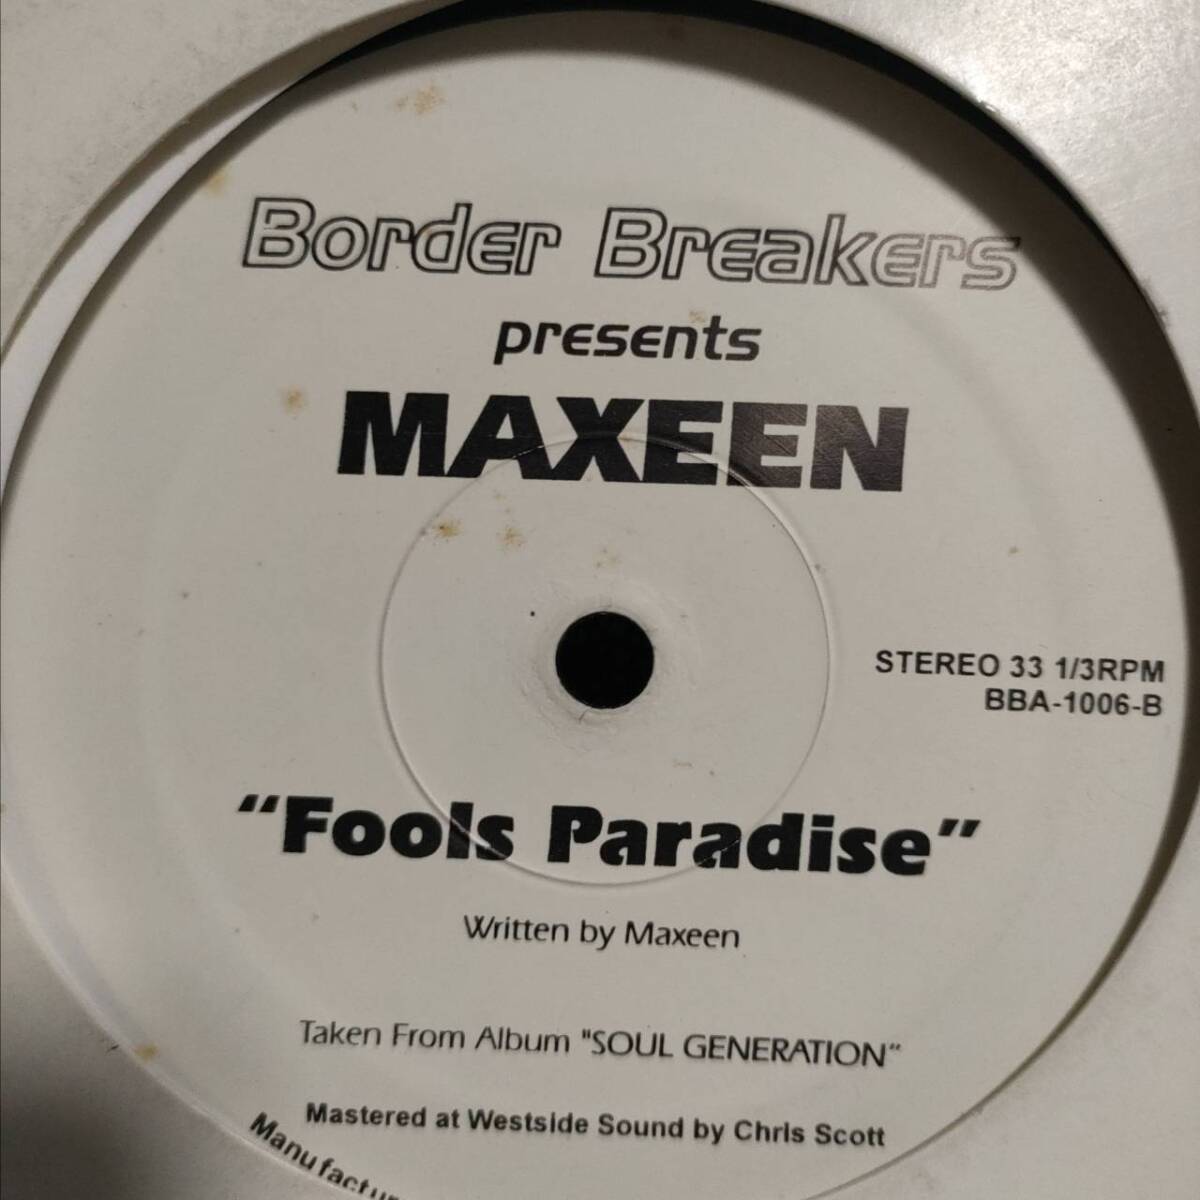 Border Breakers
presents
MAXEEN
STEREO 33 1/3RPM
BBA-1006-B
"Fools Paradise"
Written by Maxeen
Taken From Album "SOUL GENERATION"
Mastered at Westside Sound by Chris Scott